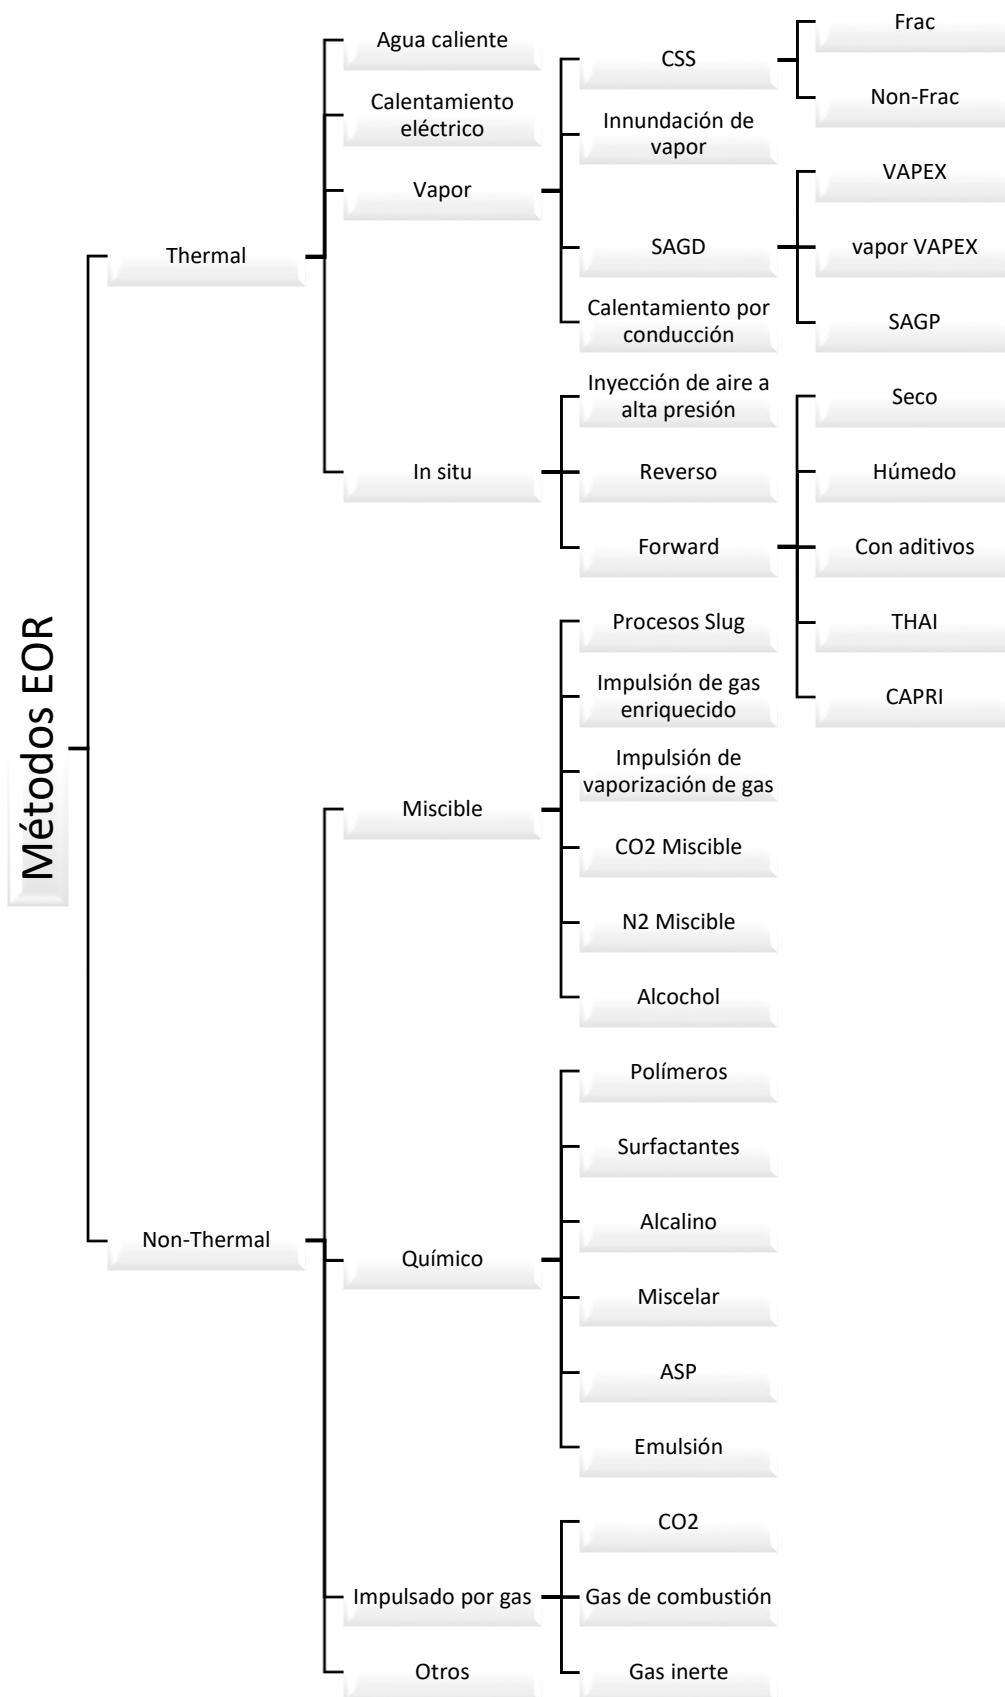 Métodos EOR
Thermal
Agua caliente
Calentamiento
eléctrico
Vapor
CSS
Frac
Non-Frac
Innundación de
vapor
SAGD
VAPEX
vapor VAPEX
SAGP
Calentamiento por
conducción
In situ
Inyección de aire a
alta presión
Reverso
Forward
Seco
Húmedo
Con aditivos
THAI
CAPRI
Non-Thermal
Miscible
Procesos Slug
Impulsión de gas
enriquecido
Impulsión de
vaporización de gas
CO2 Miscible
N2 Miscible
Alcochol
Químico
Polímeros
Surfactantes
Alcalino
Miscelar
ASP
Emulsión
Impulsado por gas
CO2
Gas de combustión
Gas inerte
Otros